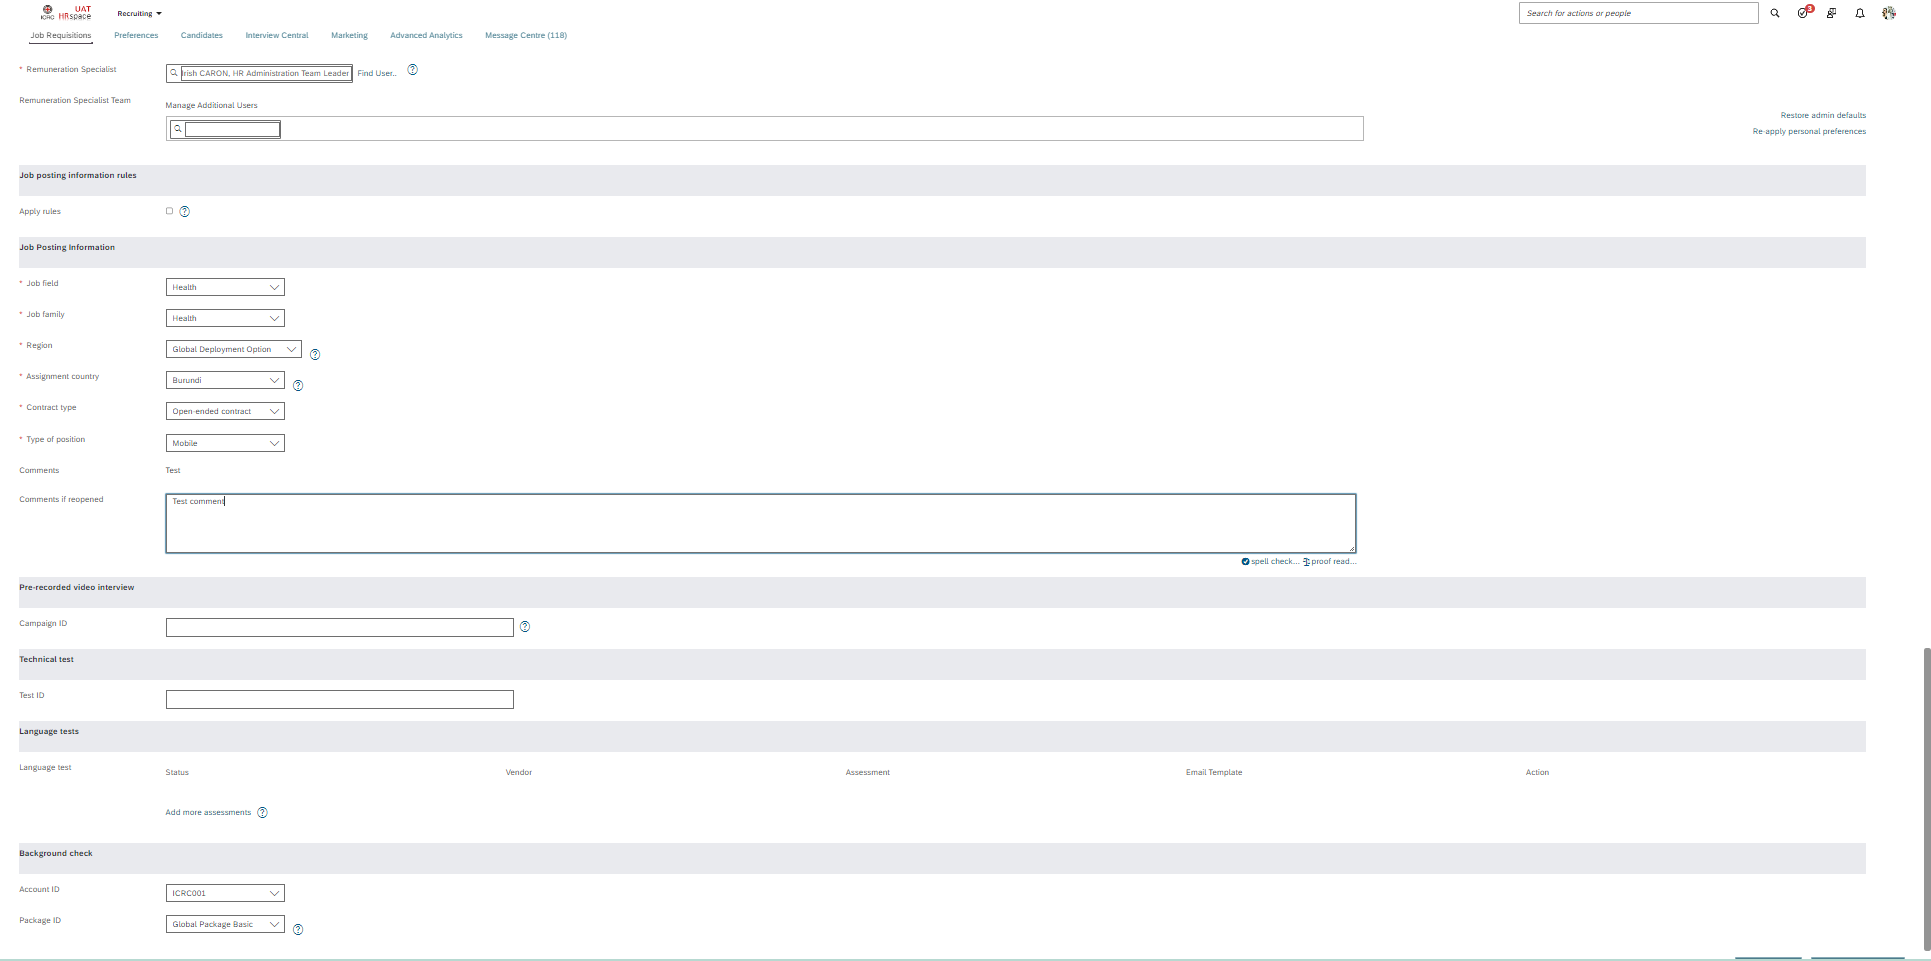 UAT
ICRC HRspace
Recruiting
Search for actions or people
3
Job Requisitions Preferences Candidates Interview Central Marketing Advanced Analytics Message Centre (118)
* Remuneration Specialist
Irish CARON, HR Administration Team Leader Find User..
Remuneration Specialist Team
Manage Additional Users
Restore admin defaults
Re-apply personal preferences
Job posting information rules
Apply rules
Job Posting Information
* Job field Health
* Job family Health
* Region Global Deployment Option
* Assignment country Burundi
* Contract type Open-ended contract
* Type of position Mobile
Comments Test
Comments if reopened Test comment
spell check... proof read...
Pre-recorded video interview
Campaign ID
Technical test
Test ID
Language tests
Language test
Status Vendor Assessment Email Template Action
Add more assessments
Background check
Account ID ICRC001
Package ID Global Package Basic